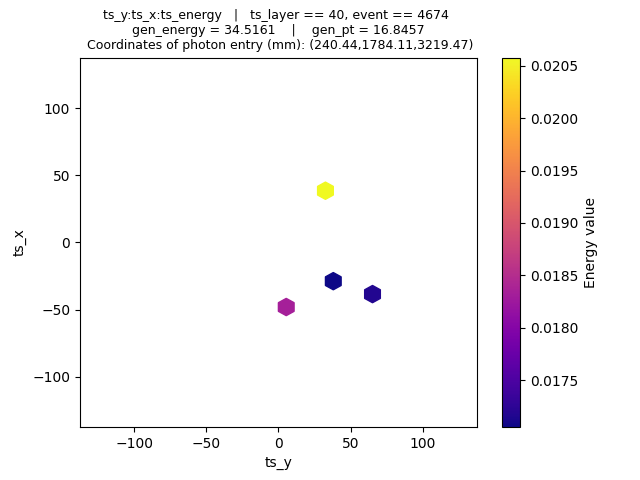 ts_y:ts_x:ts_energy   |   ts_layer == 40, event == 4674
gen_energy = 34.5161    |    gen_pt = 16.8457
Coordinates of photon entry (mm): (240.44,1784.11,3219.47)
ts_x
100
50
0
−50
−100
−100
−50
0
50
100
ts_y
0.0205
0.0200
0.0195
0.0190
0.0185
0.0180
0.0175
Energy value